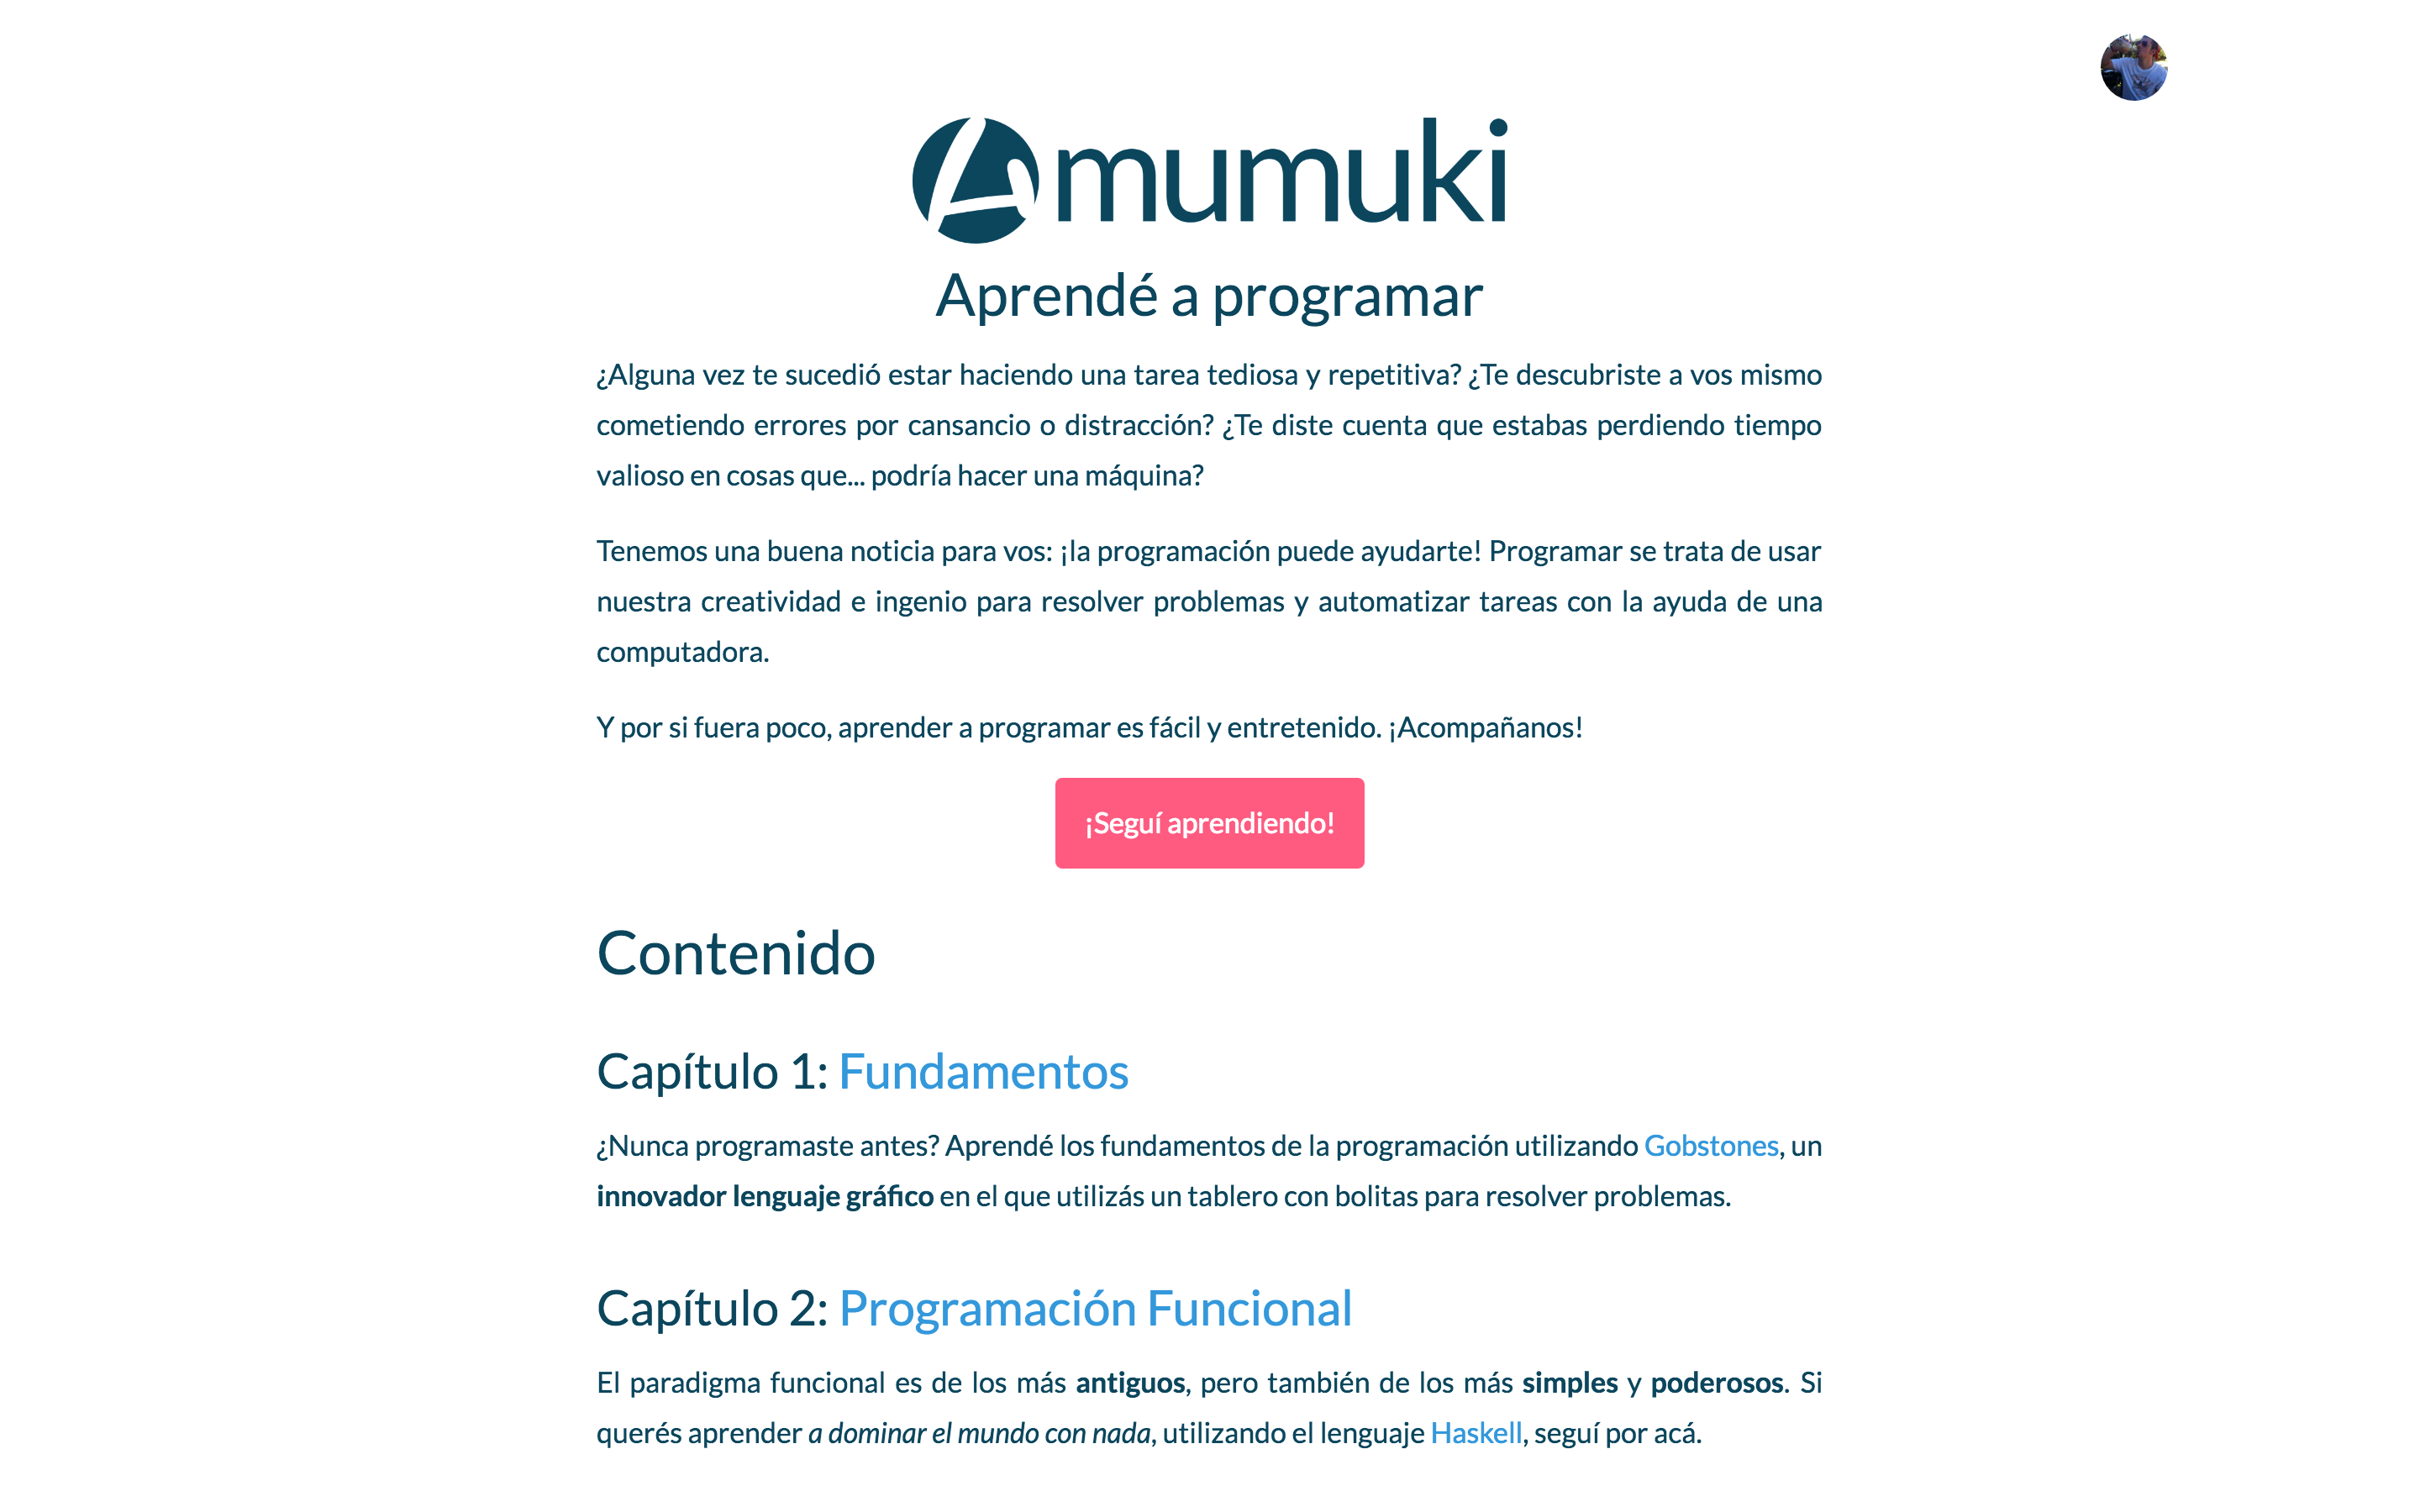 mumuki
Aprendé a programar
¿Alguna vez te sucedió estar haciendo una tarea tediosa y repetitiva? ¿Te descubriste a vos mismo
cometiendo errores por cansancio o distracción? ¿Te diste cuenta que estabas perdiendo tiempo
valioso en cosas que... podría hacer una máquina?
Tenemos una buena noticia para vos: ¡la programación puede ayudarte! Programar se trata de usar
nuestra creatividad e ingenio para resolver problemas y automatizar tareas con la ayuda de una
computadora.
Y por si fuera poco, aprender a programar es fácil y entretenido. ¡Acompañanos!
¡Seguí aprendiendo!
Contenido
Capítulo 1: Fundamentos
¿Nunca programaste antes? Aprendé los fundamentos de la programación utilizando Gobstones, un
innovador lenguaje gráfico en el que utilizás un tablero con bolitas para resolver problemas.
Capítulo 2: Programación Funcional
El paradigma funcional es de los más antiguos, pero también de los más simples y poderosos. Si
querés aprender a dominar el mundo con nada, utilizando el lenguaje Haskell, seguí por acá.